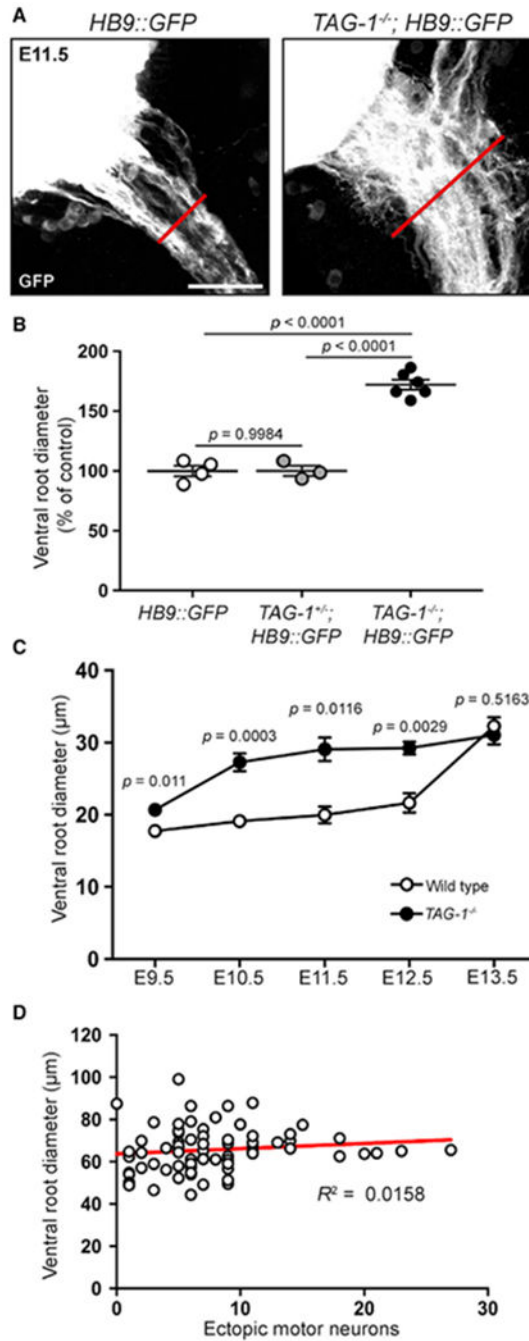 A
HB9::GFP
TAG-1-/-; HB9::GFP
E11.5
GFP
B
p < 0.0001
p < 0.0001
p = 0.9984
200
150
100
50
0
Ventral root diameter
(% of control)
HB9::GFP
TAG-1+/-;
HB9::GFP
TAG-1-/-;
HB9::GFP
C
40
30
20
10
0
Ventral root diameter (µm)
p = 0.011
p = 0.0003
p = 0.0116
p = 0.0029
p = 0.5163
Wild type
TAG-1-/-
E9.5
E10.5
E11.5
E12.5
E13.5
D
120
100
80
60
40
20
0
Ventral root diameter (µm)
R² = 0.0158
0
10
20
30
Ectopic motor neurons